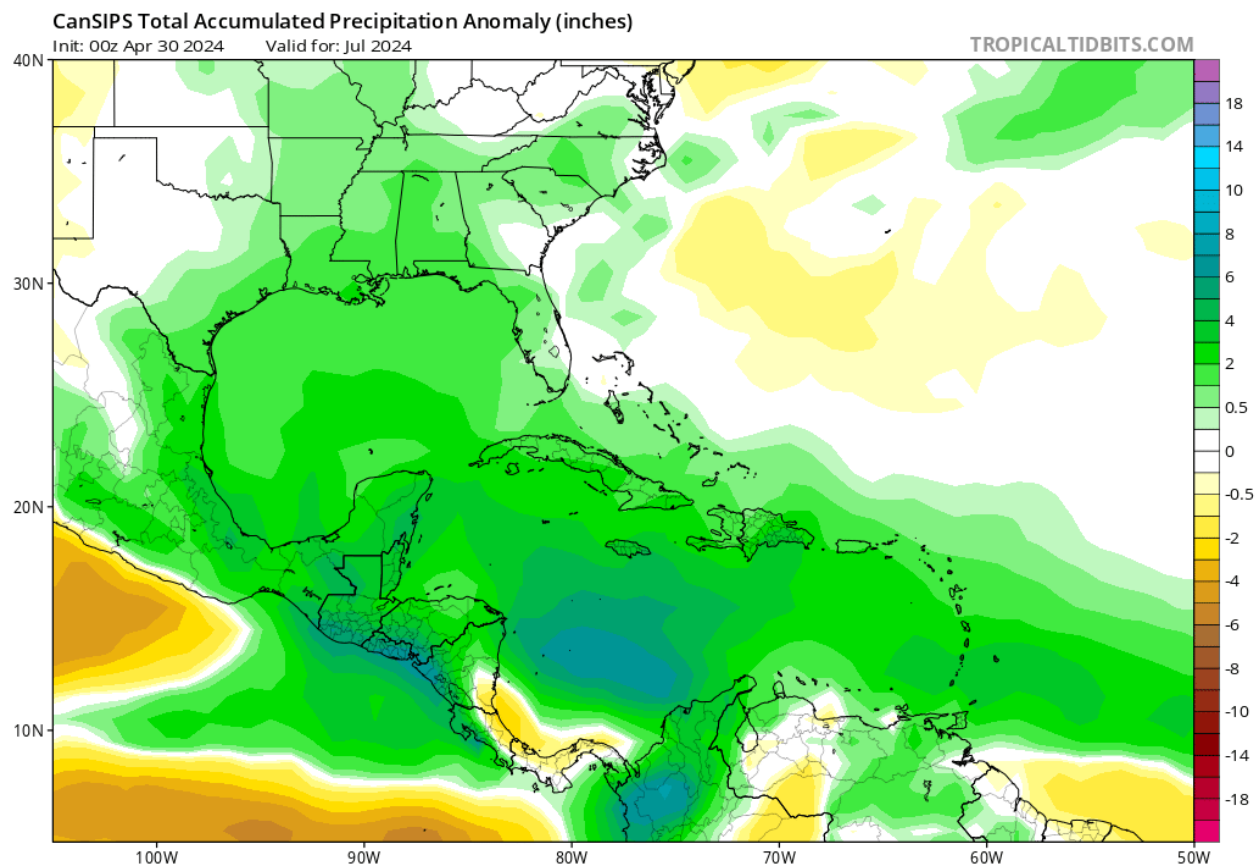 CanSIPS Total Accumulated Precipitation Anomaly (inches)
Init: 00z Apr 30 2024 Valid for: Jul 2024
TROPICALTIDBITS.COM
40N
30N
20N
10N
100W
90W
80W
70W
60W
50W
18
14
10
8
6
4
2
0.5
0
-0.5
-2
-4
-6
-8
-10
-14
-18